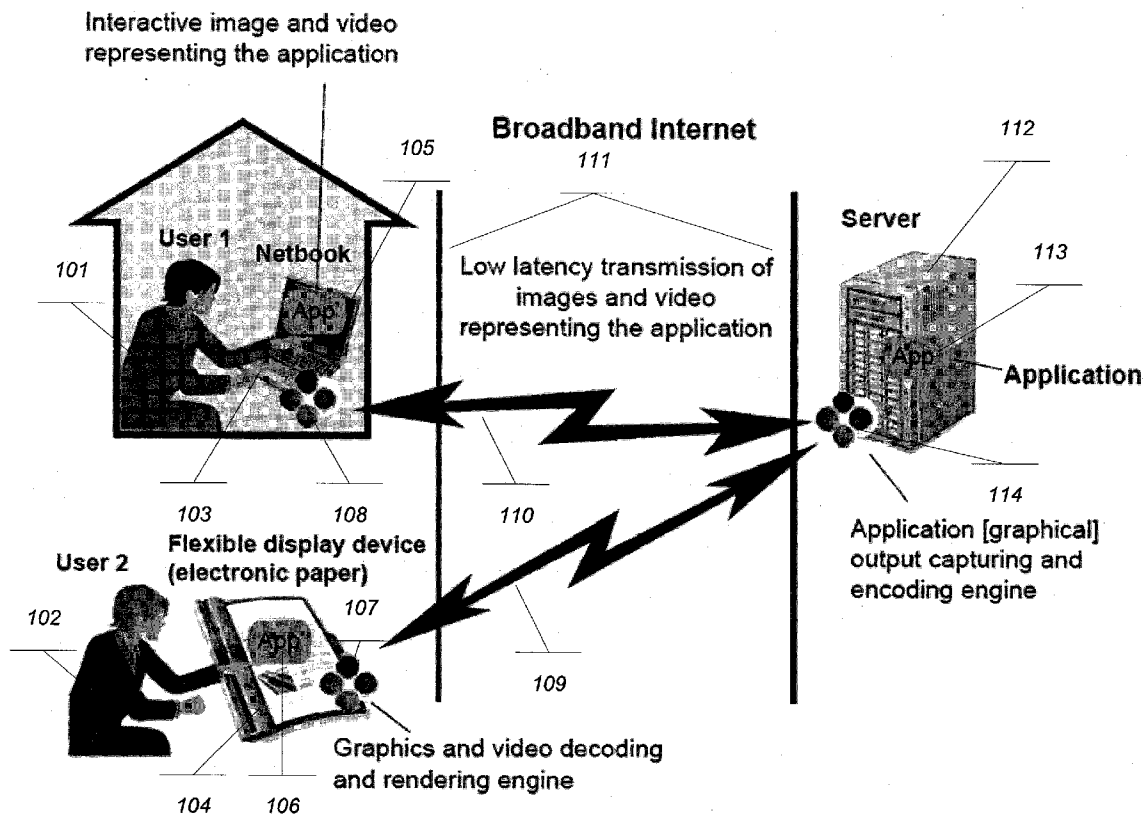 Interactive image and video
representing the application
Broadband Internet
105
111
112
Server
113
User 1
Netbook
101
App
Low latency transmission of
images and video
representing the application
App
Application
103
108
110
114
User 2
Flexible display device
(electronic paper)
Application [graphical]
output capturing and
encoding engine
102
107
App
109
Graphics and video decoding
and rendering engine
104
106